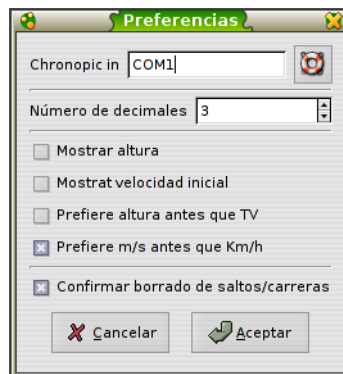 Preferencias
Chronopic in COM1
Número de decimales 3
Mostrar altura
Mostrat velocidad inicial
Prefiere altura antes que TV
Prefiere m/s antes que Km/h
Confirmar borrado de saltos/carreras
Cancelar Aceptar